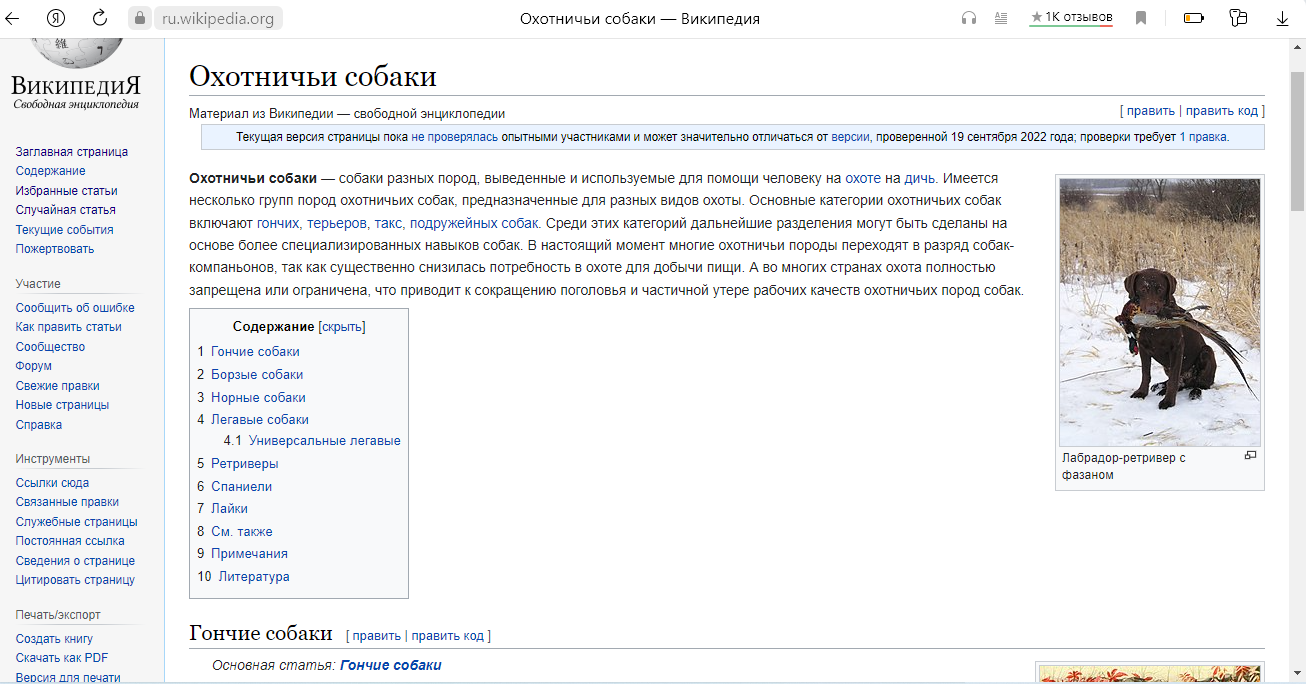 Я
ru.wikipedia.org
Охотничьи собаки — Википедия
★1K отзывов
維
ВикипедиЯ
Свободная энциклопедия
Заглавная страница
Содержание
Избранные статьи
Случайная статья
Текущие события
Пожертвовать
Участие
Сообщить об ошибке
Как править статьи
Сообщество
Форум
Свежие правки
Новые страницы
Справка
Инструменты
Ссылки сюда
Связанные правки
Служебные страницы
Постоянная ссылка
Сведения о странице
Цитировать страницу
Печать/экспорт
Создать книгу
Скачать как PDF
Версия для печати
Охотничьи собаки
Материал из Википедии — свободной энциклопедии
[ править | править код ]
Текущая версия страницы пока не проверялась опытными участниками и может значительно отличаться от версии, проверенной 19 сентября 2022 года; проверки требует 1 правка.
Охотничьи собаки — собаки разных пород, выведенные и используемые для помощи человеку на охоте на дичь. Имеется
несколько групп пород охотничьих собак, предназначенные для разных видов охоты. Основные категории охотничьих собак
включают гончих, терьеров, такс, подружейных собак. Среди этих категорий дальнейшие разделения могут быть сделаны на
основе более специализированных навыков собак. В настоящий момент многие охотничьи породы переходят в разряд собак-
компаньонов, так как существенно снизилась потребность в охоте для добычи пищи. А во многих странах охота полностью
запрещена или ограничена, что приводит к сокращению поголовья и частичной утере рабочих качеств охотничьих пород собак.
Лабрадор-ретривер с
фазаном
Содержание [скрыть]
1 Гончие собаки
2 Борзые собаки
3 Норные собаки
4 Легавые собаки
4.1 Универсальные легавые
5 Ретриверы
6 Спаниели
7 Лайки
8 См. также
9 Примечания
10 Литература
Гончие собаки [ править | править код ]
Основная статья: Гончие собаки